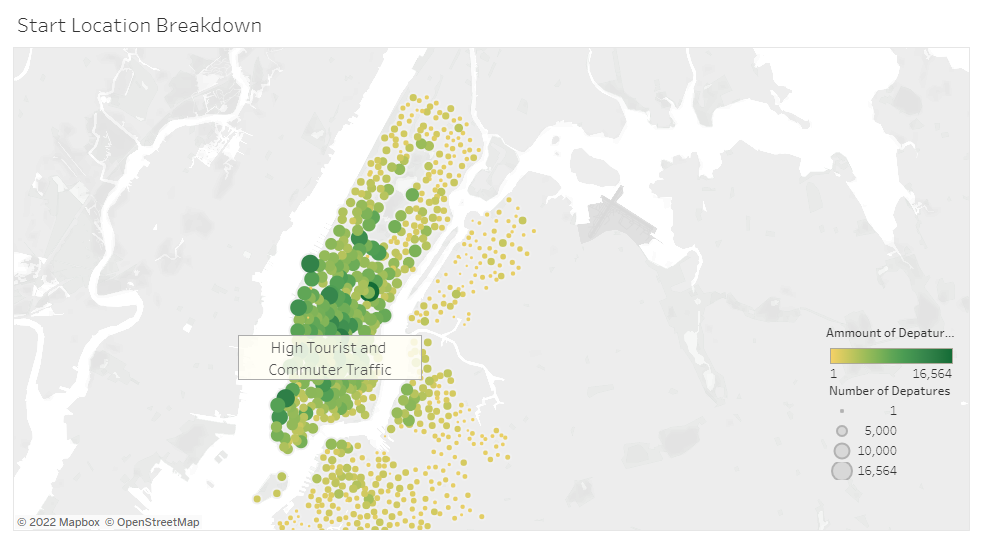 Start Location Breakdown
High Tourist and
Commuter Traffic
Ammount of Depatur...
1 16,564
Number of Depatures
1
5,000
10,000
16,564
© 2022 Mapbox © OpenStreetMap